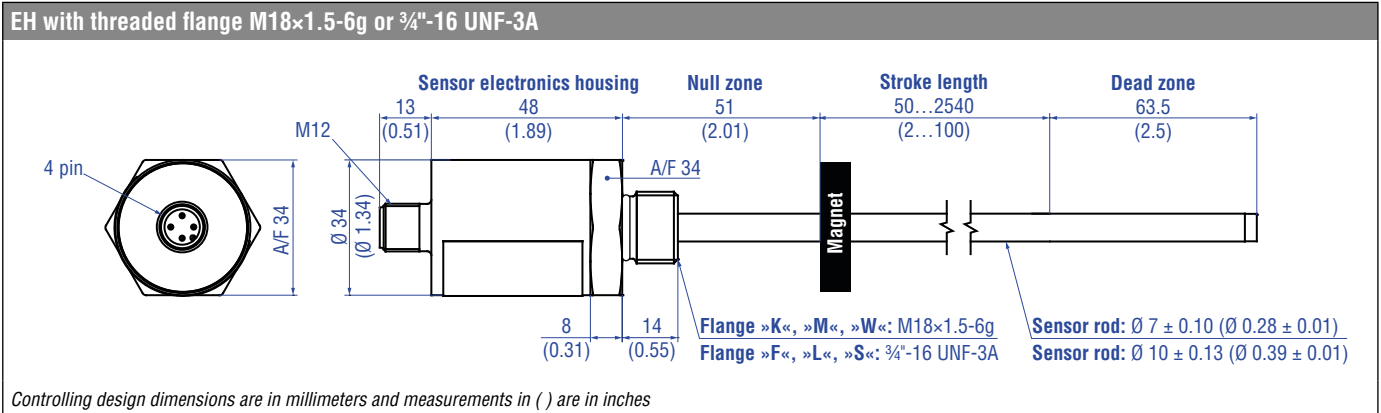 EH with threaded flange M18×1.5-6g or ¾"-16 UNF-3A
Sensor electronics housing
Null zone
Stroke length
Dead zone
13
(0.51)
48
(1.89)
51
(2.01)
50…2540
(2…100)
63.5
(2.5)
M12
4 pin
A/F 34
A/F 34
Ø 34
(Ø 1.34)
Magnet
8
(0.31)
14
(0.55)
Flange »K«, »M«, »W«: M18×1.5-6g
Flange »F«, »L«, »S«: ¾"-16 UNF-3A
Sensor rod: Ø 7 ± 0.10 (Ø 0.28 ± 0.01)
Sensor rod: Ø 10 ± 0.13 (Ø 0.39 ± 0.01)
Controlling design dimensions are in millimeters and measurements in ( ) are in inches